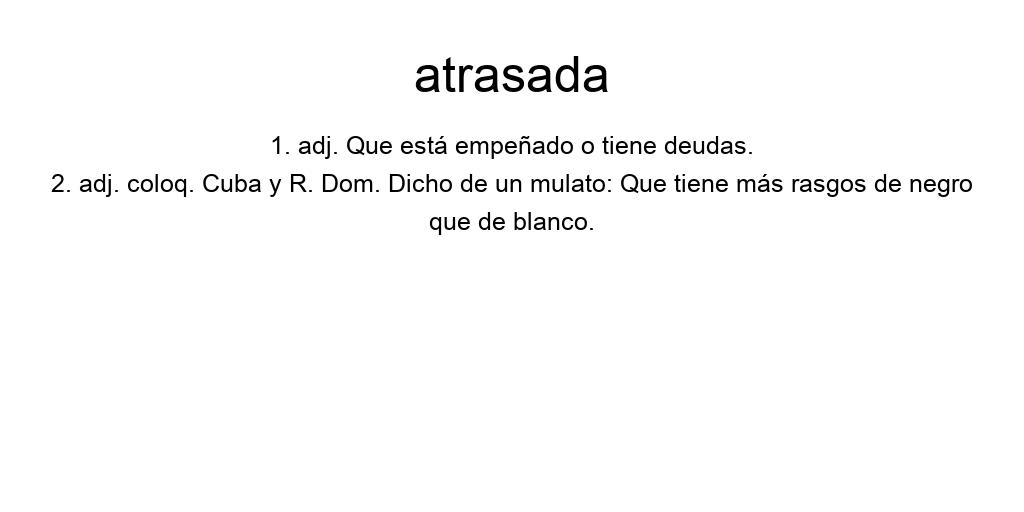 atrasada
1. adj. Que está empeñado o tiene deudas.
2. adj. coloq. Cuba y R. Dom. Dicho de un mulato: Que tiene más rasgos de negro
que de blanco.